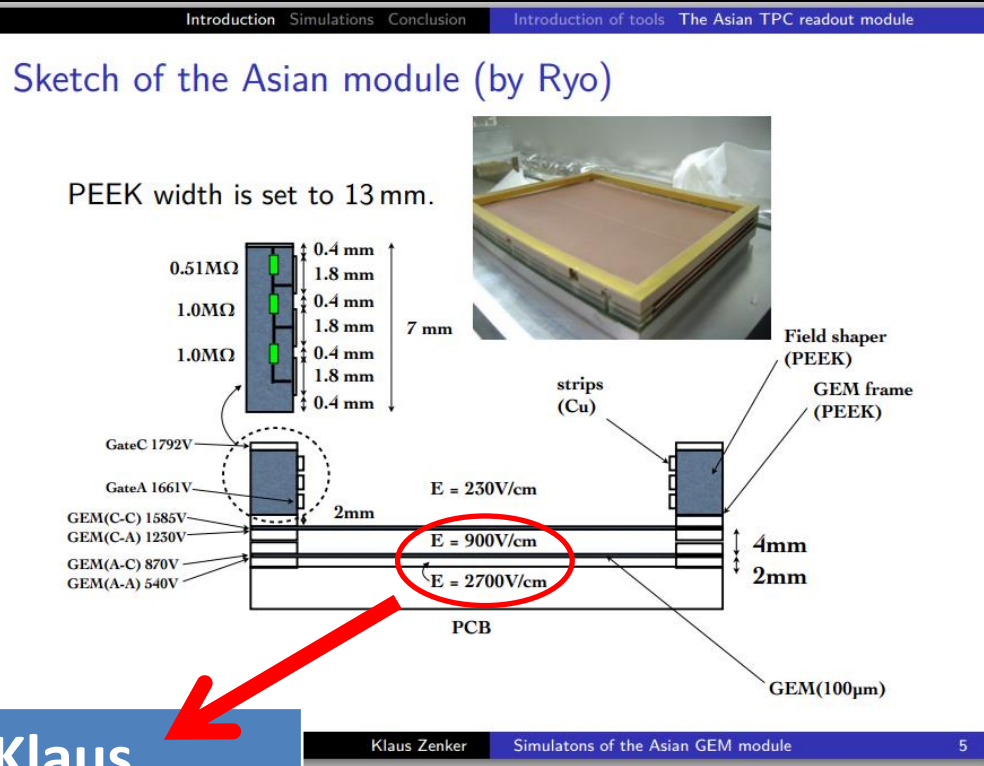 Introduction Simulations Conclusion Introduction of tools The Asian TPC readout module
Sketch of the Asian module (by Ryo)
PEEK width is set to 13 mm.
0.4 mm
0.51MΩ
1.8 mm
0.4 mm
1.0MΩ
1.8 mm
7 mm
0.4 mm
1.0MΩ
1.8 mm
0.4 mm
Field shaper
(PEEK)
strips
(Cu)
GEM frame
(PEEK)
GateC 1792V
GateA 1661V
E = 230V/cm
2mm
GEM(C-C) 1585V
GEM(C-A) 1230V
E = 900V/cm
4mm
GEM(A-C) 870V
GEM(A-A) 540V
E = 2700V/cm
2mm
PCB
GEM(100μm)
Klaus
Klaus Zenker Simulatons of the Asian GEM module 5